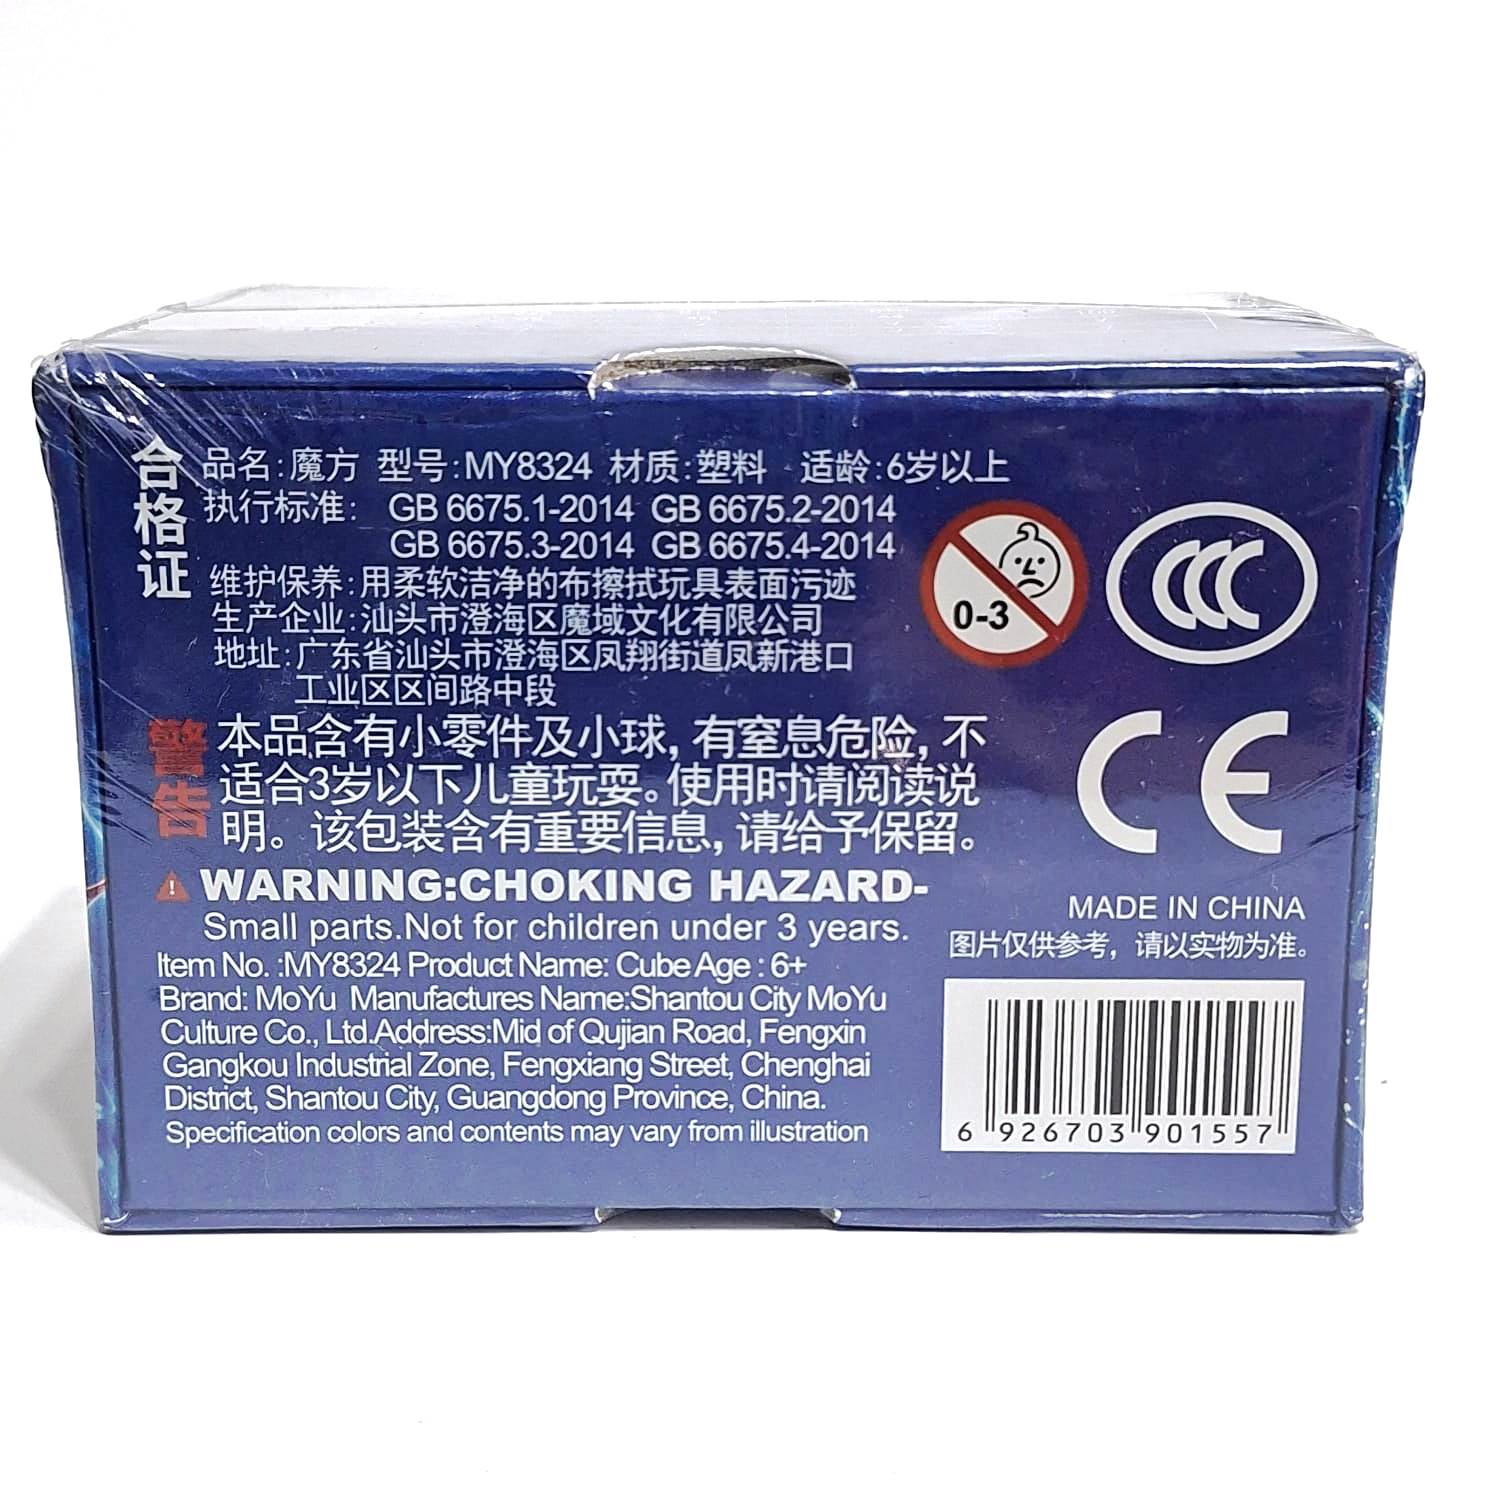 合格证
品名:魔方 型号:MY8324 材质:塑料 适龄:6岁以上
执行标准: GB 6675.1-2014 GB 6675.2-2014
GB 6675.3-2014 GB 6675.4-2014
维护保养:用柔软洁净的布擦拭玩具表面污迹
生产企业:汕头市澄海区魔域文化有限公司
地址:广东省汕头市澄海区凤翔街道凤新港口
工业区区间路中段
0-3
CCC
警告
本品含有小零件及小球,有窒息危险,不
适合3岁以下儿童玩耍。使用时请阅读说
明。该包装含有重要信息,请给予保留。
CE
WARNING:CHOKING HAZARD-
Small parts.Not for children under 3 years.
Item No. :MY8324 Product Name: Cube Age : 6+
Brand: MoYu Manufactures Name:Shantou City MoYu
Culture Co., Ltd.Address:Mid of Qujian Road, Fengxin
Gangkou Industrial Zone, Fengxiang Street, Chenghai
District, Shantou City, Guangdong Province, China.
Specification colors and contents may vary from illustration
MADE IN CHINA
图片仅供参考，请以实物为准。
6 926703 901557